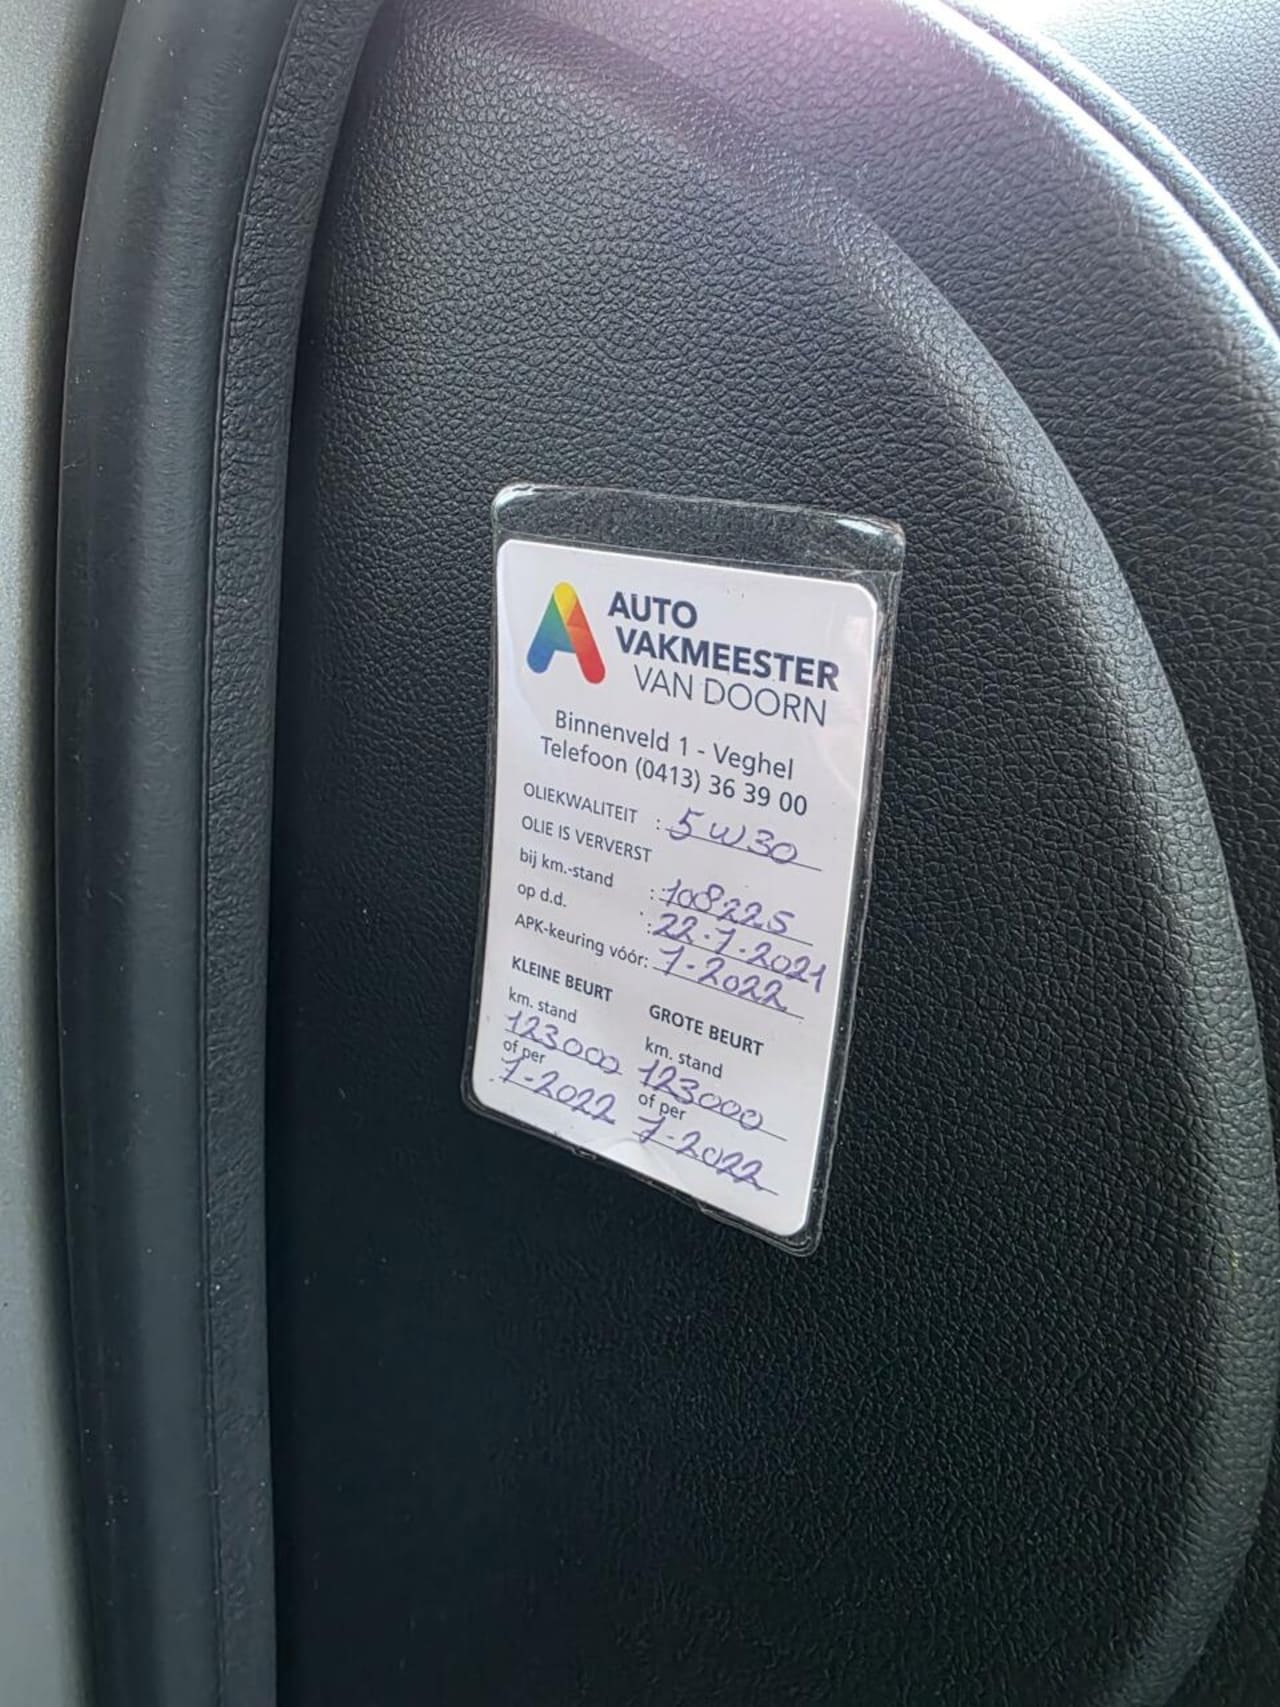 AUTO
VAKMEESTER
VAN DOORN
Binnenveld 1 - Veghel
Telefoon (0413) 36 39 00
OLIEKWALITEIT : 5W30
OLIE IS VERVERST
bij km.-stand : 108225
op d.d. : 22-7-2021
APK-keuring vóór: 7-2022
KLEINE BEURT
km. stand
123000
of per
7-2022
GROTE BEURT
km. stand
123000
of per
7-2022